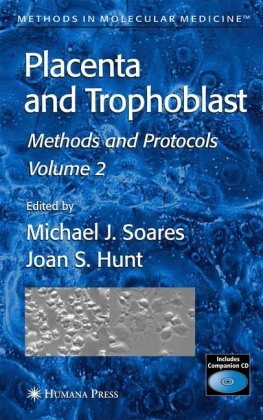 METHODS IN MOLECULAR MEDICINE™
Placenta
and Trophoblast
Methods and Protocols
Volume 2
Edited by
Michael J. Soares
Joan S. Hunt
Includes
Companion CD
HUMANA PRESS